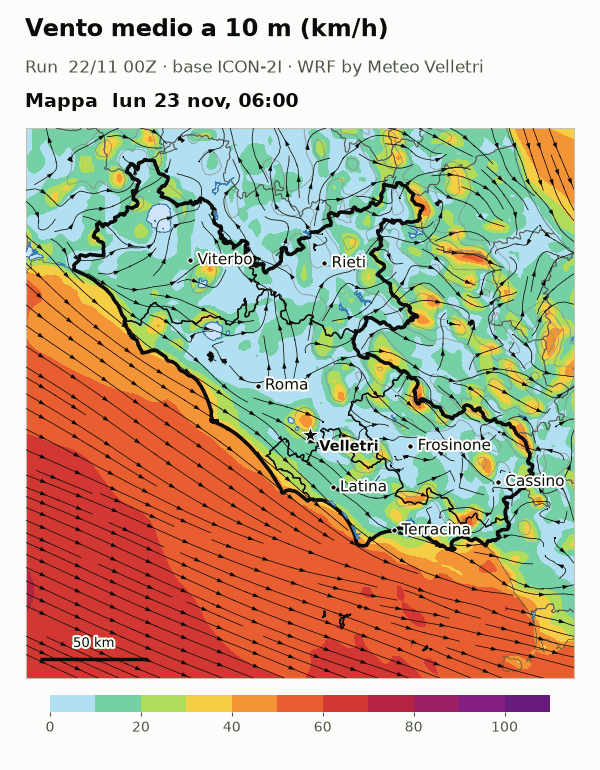 Vento medio a 10 m (km/h)
Run  22/11 00Z · base ICON-2I · WRF by Meteo Velletri
Mappa  lun 23 nov, 06:00
Viterbo
Rieti
Roma
Velletri
Frosinone
Cassino
Latina
Terracina
50 km
0 20 40 60 80 100